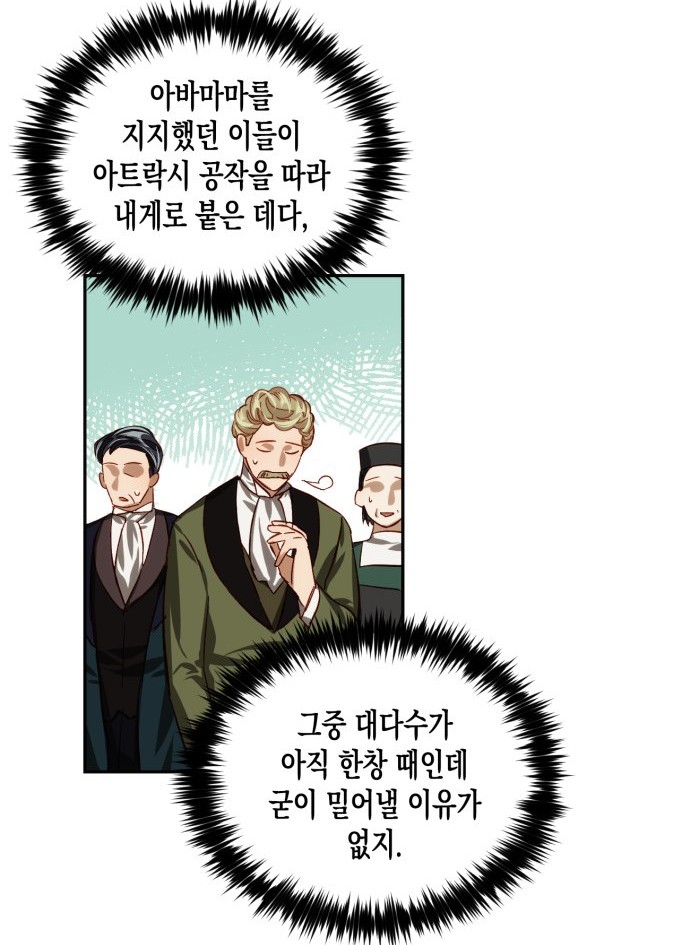 아바마마를
지지했던 이들이
아트락시 공작을 따라
내게로 붙은 데다,
그중 대다수가
아직 한창 때인데
굳이 밀어낼 이유가
없지.